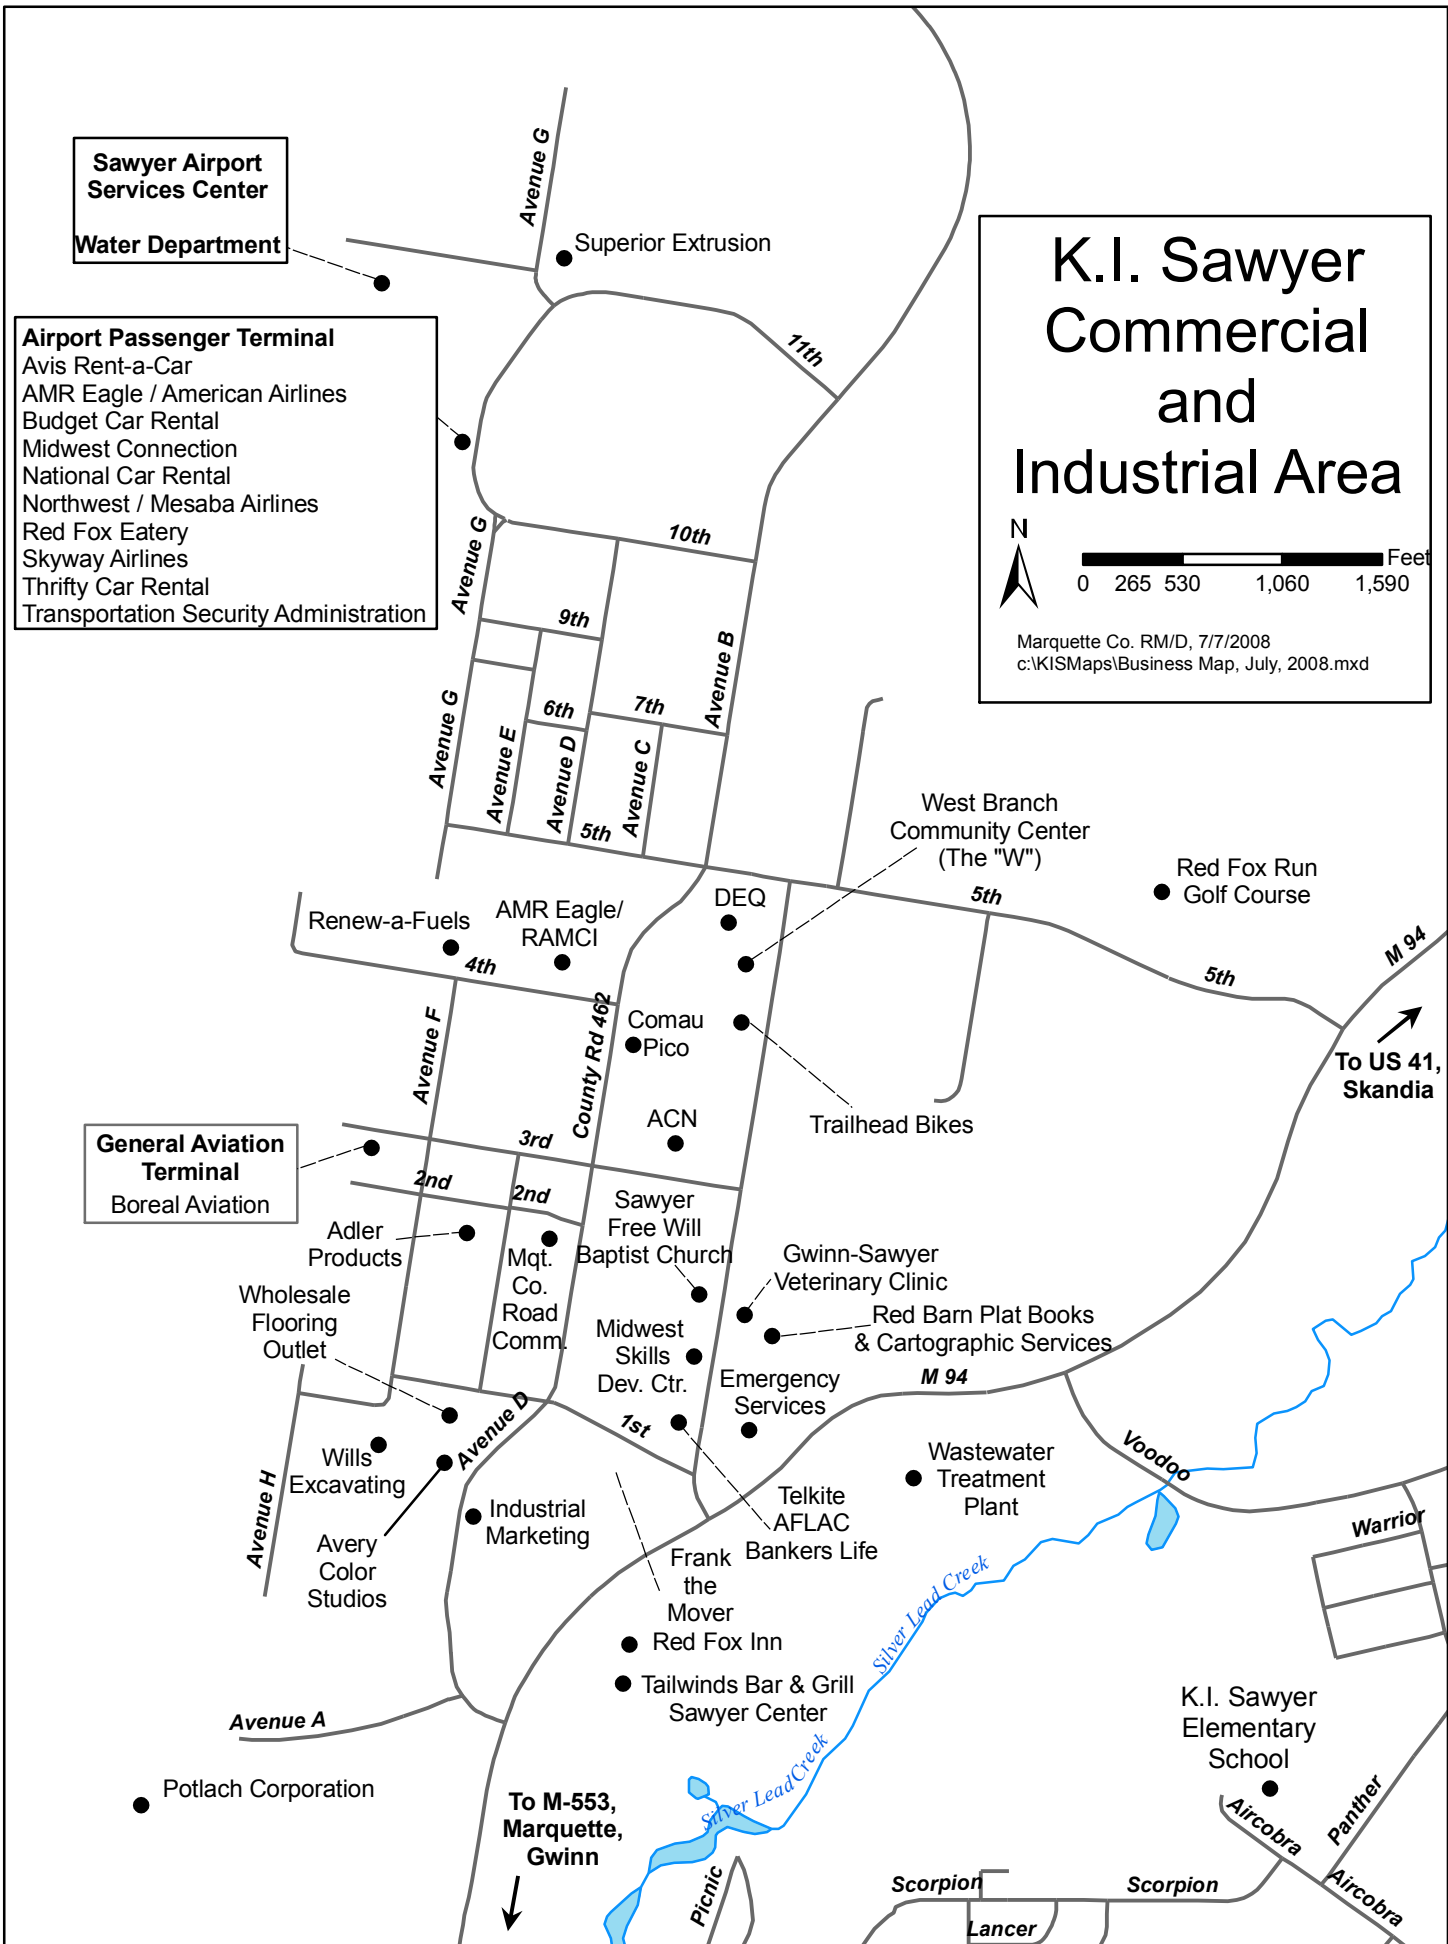 Avenue G
Sawyer Airport
Services Center
Water Department
Superior Extrusion
K.I. Sawyer
Commercial
and
Industrial Area
N
Feet
0 265 530 1,060 1,590
Marquette Co. RM/D, 7/7/2008
c:\KISMaps\Business Map, July, 2008.mxd
Airport Passenger Terminal
Avis Rent-a-Car
AMR Eagle / American Airlines
Budget Car Rental
Midwest Connection
National Car Rental
Northwest / Mesaba Airlines
Red Fox Eatery
Skyway Airlines
Thrifty Car Rental
Transportation Security Administration
11th
10th
Avenue G
9th
Avenue B
Avenue G
6th
7th
Avenue E
Avenue D
Avenue C
5th
West Branch
Community Center
(The "W")
Red Fox Run
Golf Course
5th
DEQ
Renew-a-Fuels
AMR Eagle/
RAMCI
4th
M 94
5th
Avenue F
County Rd 462
Comau
Pico
To US 41,
Skandia
ACN
Trailhead Bikes
3rd
General Aviation
Terminal
Boreal Aviation
2nd
2nd
Adler
Products
Mqt.
Co.
Road
Comm.
Sawyer
Free Will
Baptist Church
Gwinn-Sawyer
Veterinary Clinic
Wholesale
Flooring
Outlet
Red Barn Plat Books
& Cartographic Services
Midwest
Skills
Dev. Ctr.
Emergency
Services
M 94
Avenue D
1st
Wills
Excavating
Avenue H
Voodoo
Wastewater
Treatment
Plant
Industrial
Marketing
Telkite
AFLAC
Bankers Life
Warrior
Avery
Color
Studios
Frank
the
Mover
Silver Lead Creek
Red Fox Inn
Tailwinds Bar & Grill
Sawyer Center
Avenue A
K.I. Sawyer
Elementary
School
Potlach Corporation
Silver Lead Creek
To M-553,
Marquette,
Gwinn
Aircobra
Panther
Picnic
Scorpion
Scorpion
Aircobra
Lancer